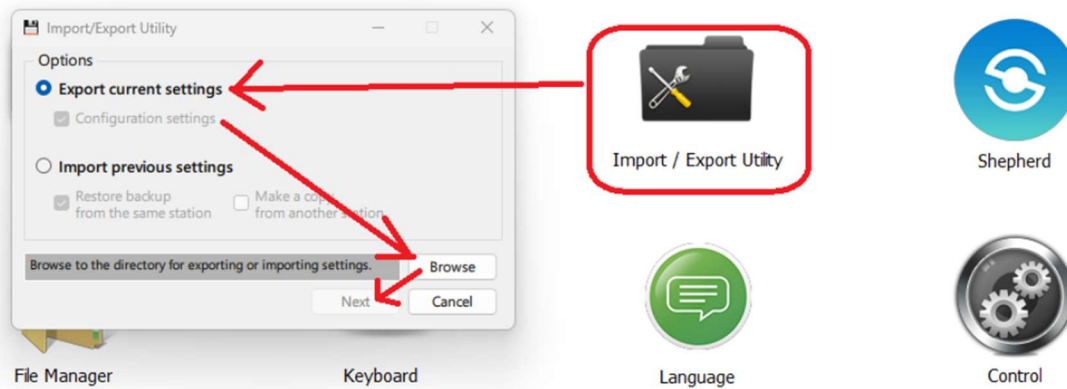 Import/Export Utility
Options
Export current settings
Configuration settings
Import previous settings
Restore backup
from the same station
Make a copy
from another station
Browse to the directory for exporting or importing settings.
Browse
Next
Cancel
Import / Export Utility
Shepherd
File Manager
Keyboard
Language
Control